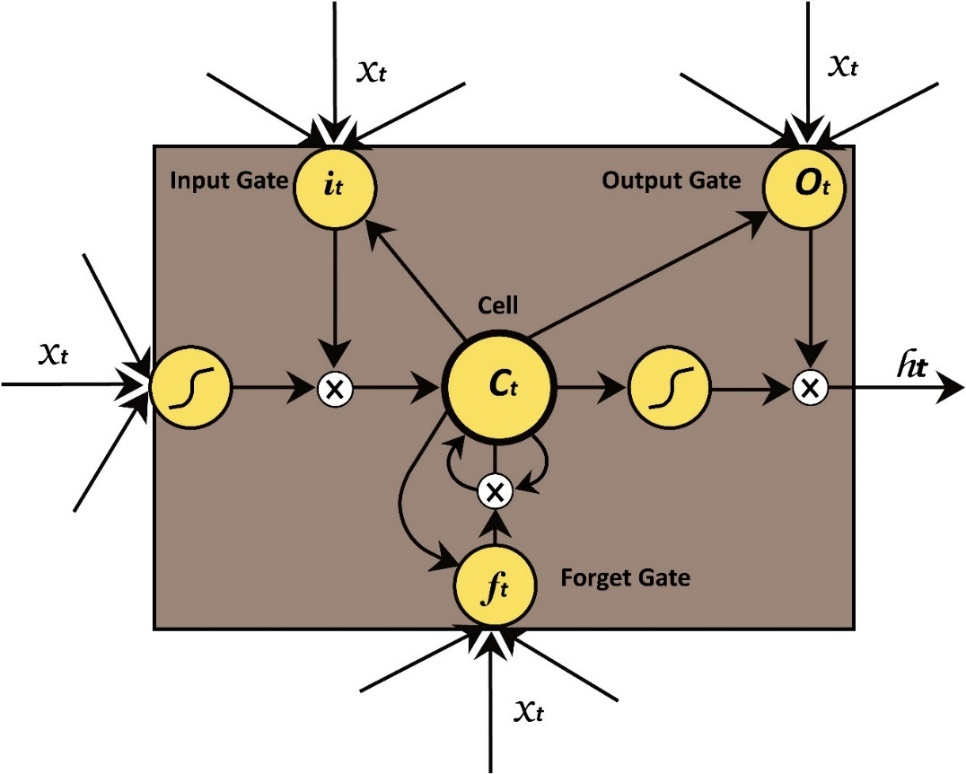 xt
xt
Input Gate
it
Output Gate
Ot
Cell
xt
×
Ct
×
ht
×
Forget Gate
ft
xt